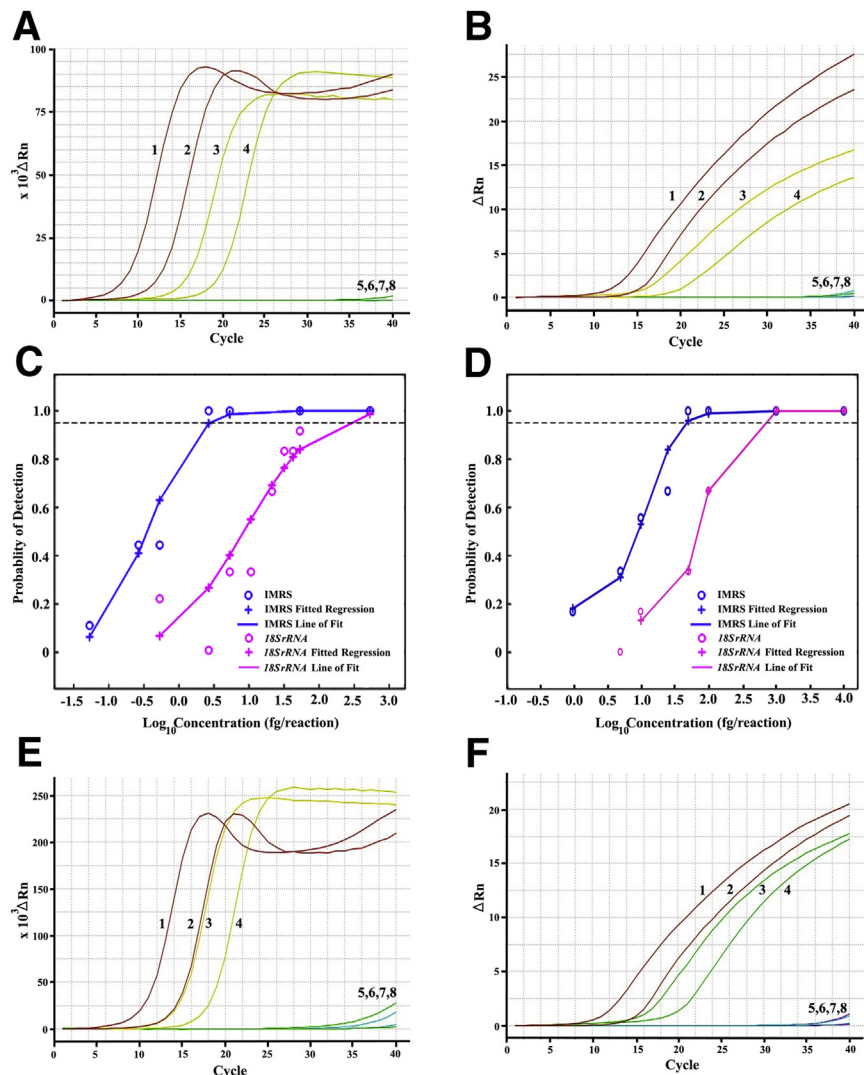 A
x 10³ΔRn
100
75
50
25
0
1 2 3 4
5,6,7,8
0 5 10 15 20 25 30 35 40
Cycle
B
ΔRn
25
20
15
10
5
0
1 2 3 4
5,6,7,8
0 5 10 15 20 25 30 35 40
Cycle
C
Probablity of Detection
1.0
0.8
0.6
0.4
0.2
0
IMRS
IMRS Fitted Regression
IMRS Line of Fit
18SrRNA
18SrRNA Fitted Regression
18SrRNA Line of Fit
-1.5 -1.0 -0.5 0.0 0.5 1.0 1.5 2.0 2.5 3.0
Log₁₀Concentration (fg/reaction)
D
Probablity of Detection
1.0
0.8
0.6
0.4
0.2
0
IMRS
IMRS Fitted Regression
IMRS Line of Fit
18SrRNA
18SrRNA Fitted Regression
18SrRNA Line of Fit
-1.0 -0.5 0.0 0.5 1.0 1.5 2.0 2.5 3.0 4.0
Log₁₀Concentration (fg/reaction)
E
x 10³ΔRn
250
200
150
100
50
0
1 2 3 4
5,6,7,8
0 5 10 15 20 25 30 35 40
Cycle
F
ΔRn
20
15
10
5
0
1 2 3 4
5,6,7,8
0 5 10 15 20 25 30 35 40
Cycle